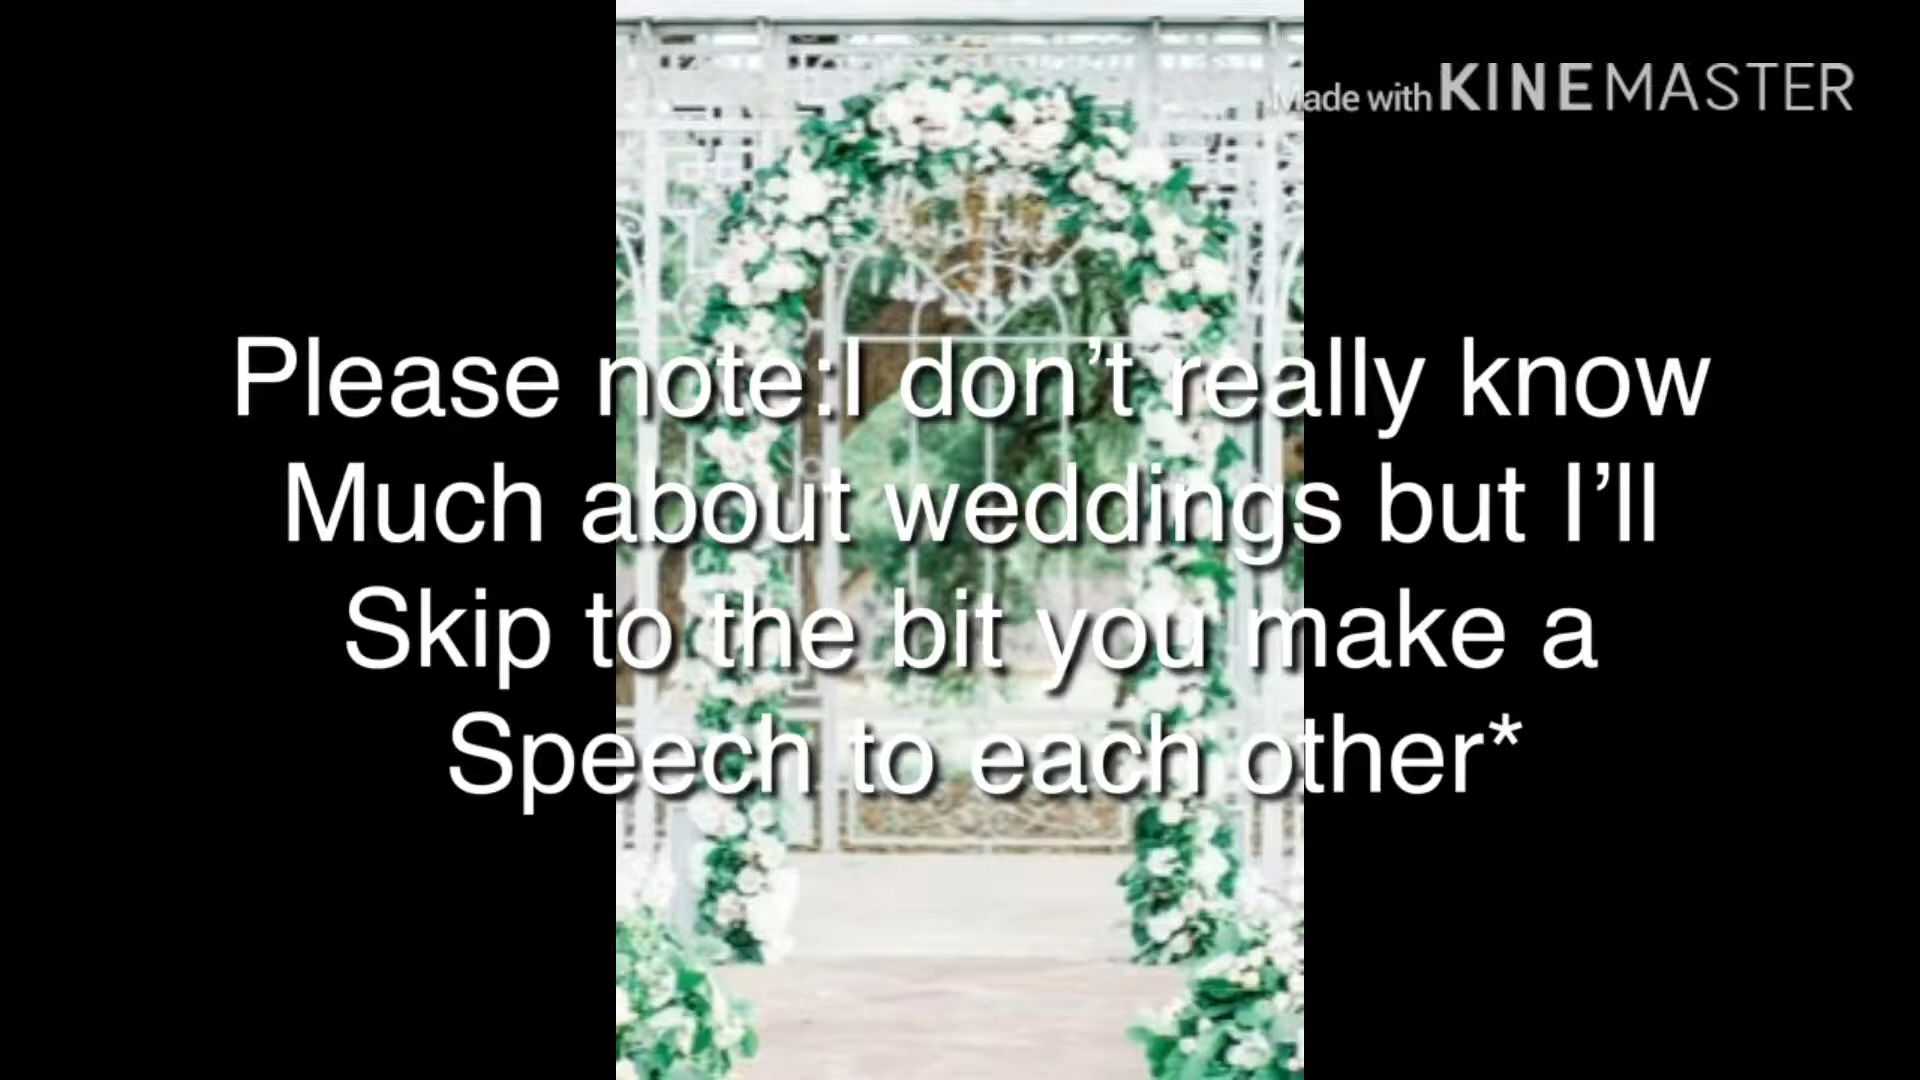 Made with KINEMASTER
Please note:I don’t really know
Much about weddings but I’ll
Skip to the bit you make a
Speech to each other*